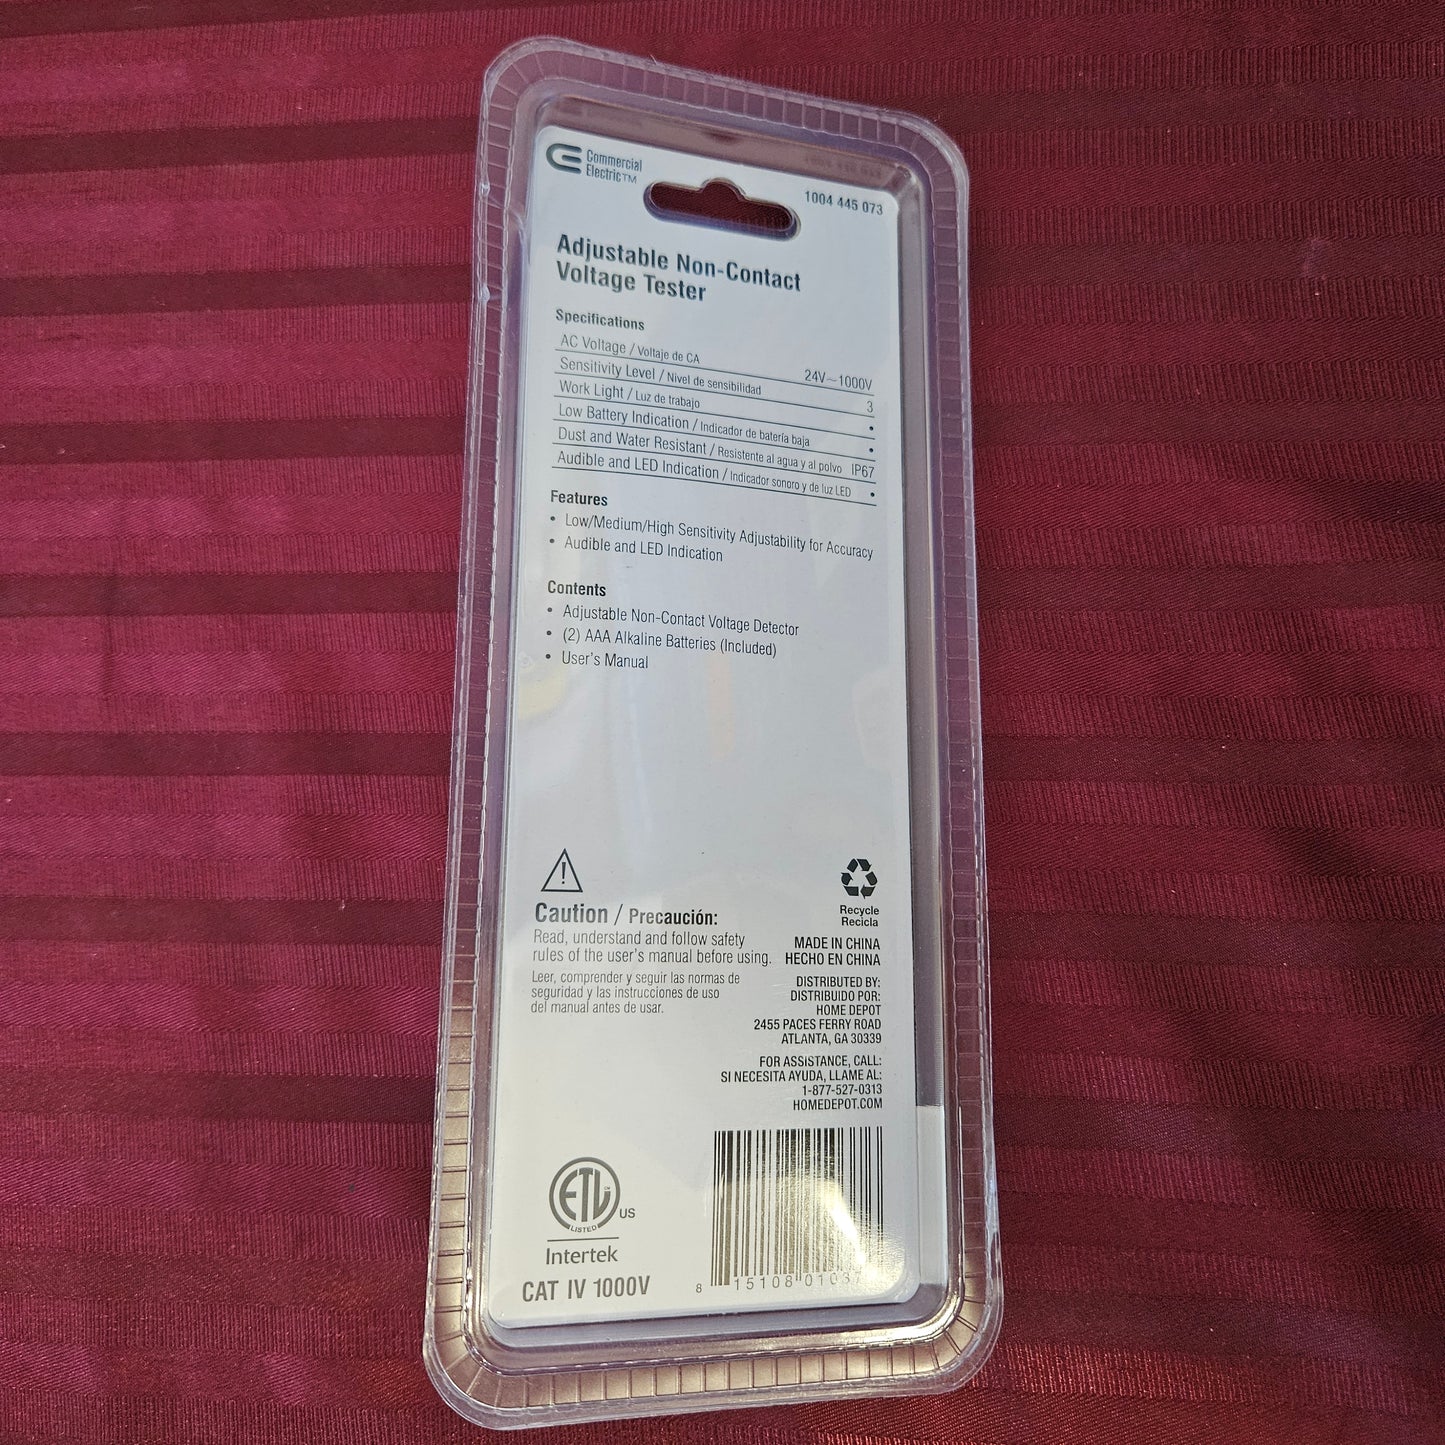 Commercial
Electric™
1004 445 073
Adjustable Non-Contact
Voltage Tester
Specifications
AC Voltage / Voltaje de CA 24V~1000V
Sensitivity Level / Nivel de sensibilidad 3
Work Light / Luz de trabajo •
Low Battery Indication / Indicador de batería baja •
Dust and Water Resistant / Resistente al agua y al polvo IP67
Audible and LED Indication / Indicador sonoro y de luz LED •
Features
• Low/Medium/High Sensitivity Adjustability for Accuracy
• Audible and LED Indication
Contents
• Adjustable Non-Contact Voltage Detector
• (2) AAA Alkaline Batteries (Included)
• User's Manual
Caution / Precaución:
Read, understand and follow safety
rules of the user's manual before using.
Leer, comprender y seguir las normas de
seguridad y las instrucciones de uso
del manual antes de usar.
Recycle
Recicla
MADE IN CHINA
HECHO EN CHINA
DISTRIBUTED BY:
DISTRIBUIDO POR:
HOME DEPOT
2455 PACES FERRY ROAD
ATLANTA, GA 30339
FOR ASSISTANCE, CALL:
SI NECESITA AYUDA, LLAME AL:
1-877-527-0313
HOMEDEPOT.COM
ETL
LISTED
US
Intertek
CAT IV 1000V
8 15108 01037